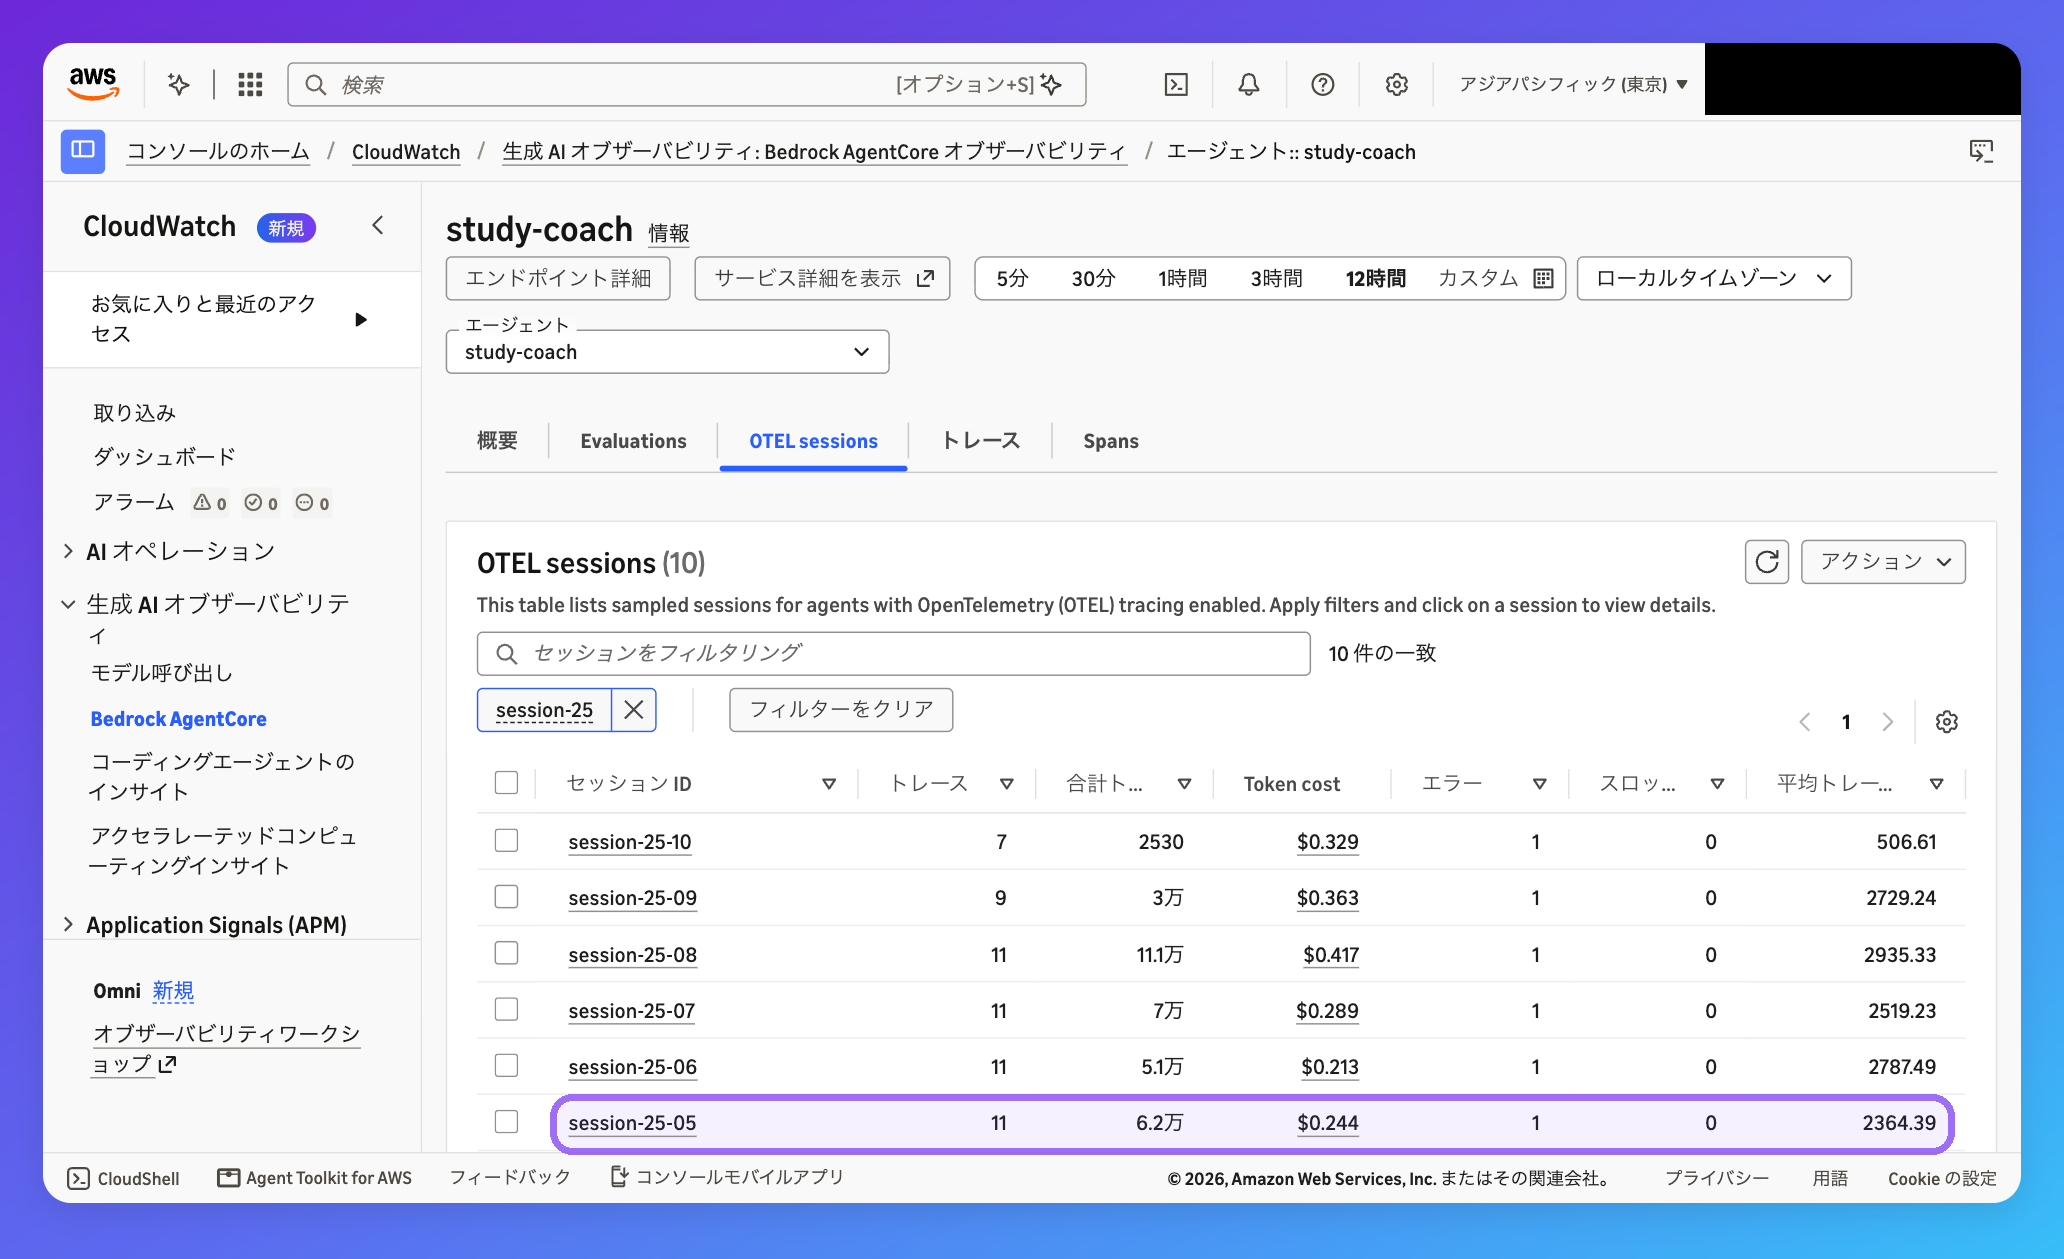 aws
検索
[オプション+S]
アジアパシフィック (東京) ▼
コンソールのホーム / CloudWatch / 生成 AI オブザーバビリティ: Bedrock AgentCore オブザーバビリティ / エージェント:: study-coach
CloudWatch 新規
お気に入りと最近のアク
セス
取り込み
ダッシュボード
アラーム 0 0 0
AI オペレーション
生成 AI オブザーバビリテ
ィ
モデル呼び出し
Bedrock AgentCore
コーディングエージェントの
インサイト
アクセラレーテッドコンピュ
ーティングインサイト
Application Signals (APM)
Omni 新規
オブザーバビリティワークシ
ョップ
study-coach 情報
エンドポイント詳細 サービス詳細を表示 5分 30分 1時間 3時間 12時間 カスタム ローカルタイムゾーン
エージェント
study-coach
概要 Evaluations OTEL sessions トレース Spans
OTEL sessions (10)
アクション
This table lists sampled sessions for agents with OpenTelemetry (OTEL) tracing enabled. Apply filters and click on a session to view details.
セッションをフィルタリング 10 件の一致
session-25 フィルターをクリア
1
セッション ID トレース 合計ト... Token cost エラー スロッ... 平均トレー...
session-25-10 7 2530 $0.329 1 0 506.61
session-25-09 9 3万 $0.363 1 0 2729.24
session-25-08 11 11.1万 $0.417 1 0 2935.33
session-25-07 11 7万 $0.289 1 0 2519.23
session-25-06 11 5.1万 $0.213 1 0 2787.49
session-25-05 11 6.2万 $0.244 1 0 2364.39
CloudShell Agent Toolkit for AWS フィードバック コンソールモバイルアプリ © 2026, Amazon Web Services, Inc. またはその関連会社。 プライバシー 用語 Cookie の設定